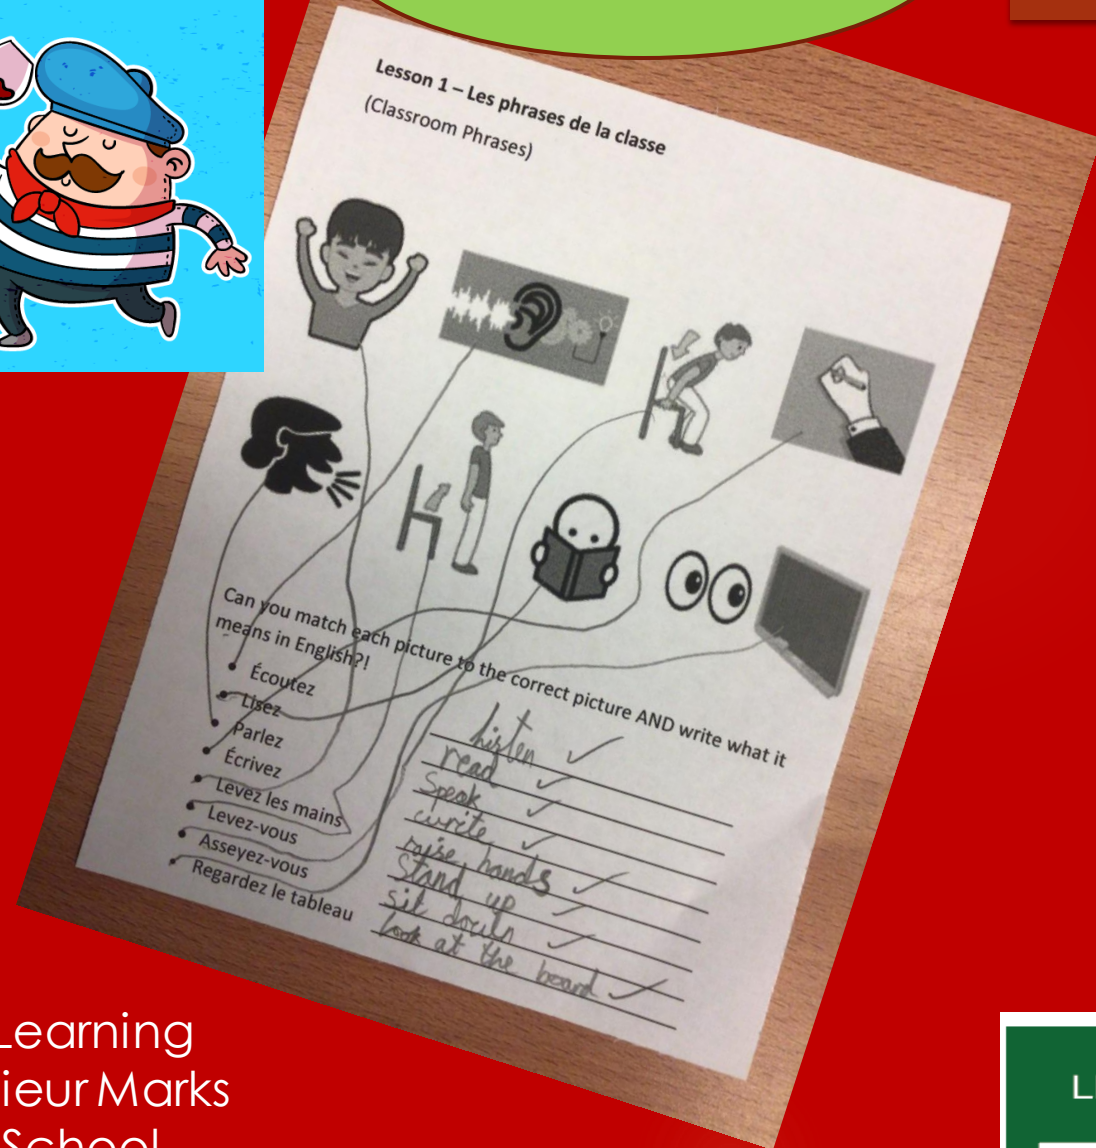 Lesson 1 – Les phrases de la classe
(Classroom Phrases)
Can you match each picture to the correct picture AND write what it
means in English?!
Écoutez
Lisez
Parlez
Écrivez
Levez les mains
Levez-vous
Asseyez-vous
Regardez le tableau
listen
read
Speak
write
raise hands
Stand up
sit down
look at the board
Learning
ieur Marks
School
L